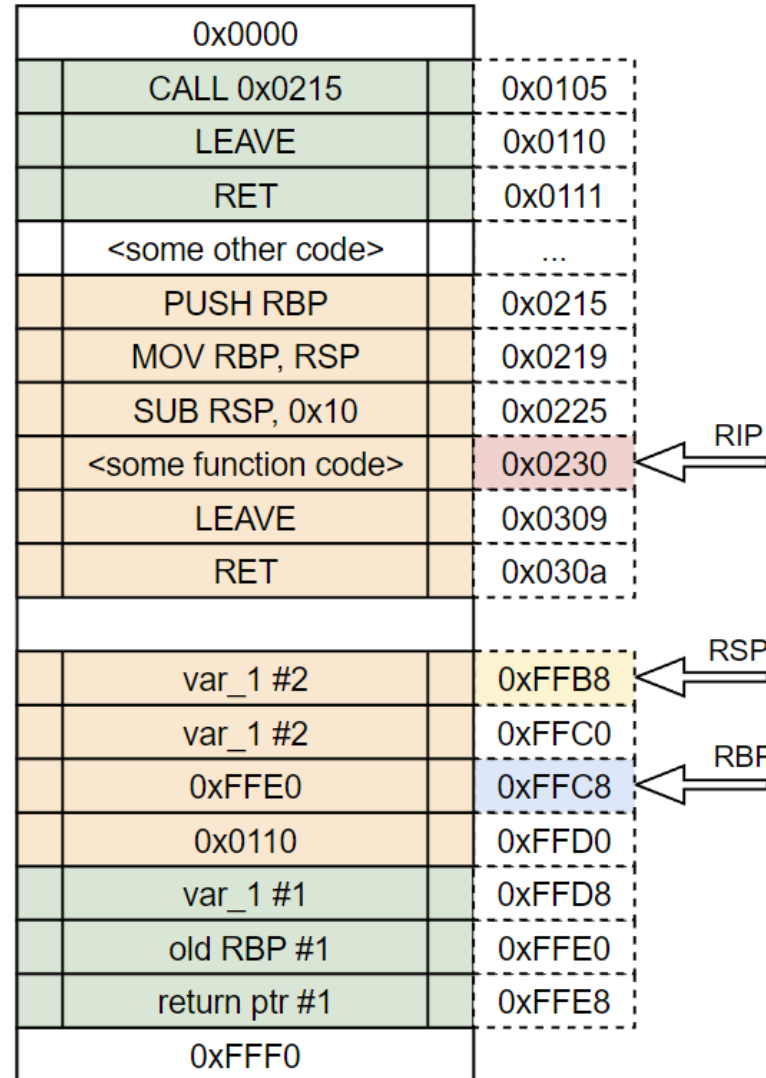 0x0000
CALL 0x0215 0x0105
LEAVE 0x0110
RET 0x0111
<some other code> ...
PUSH RBP 0x0215
MOV RBP, RSP 0x0219
SUB RSP, 0x10 0x0225
<some function code> 0x0230 RIP
LEAVE 0x0309
RET 0x030a
var_1 #2 0xFFB8 RSP
var_1 #2 0xFFC0
0xFFE0 0xFFC8 RBP
0x0110 0xFFD0
var_1 #1 0xFFD8
old RBP #1 0xFFE0
return ptr #1 0xFFE8
0xFFF0